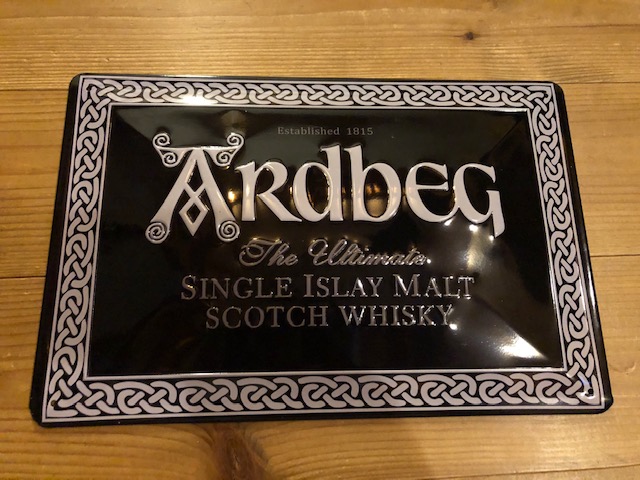 Established 1815
ARdbEG
The Ultimate
SINGLE ISLAY MALT
SCOTCH WHISKY